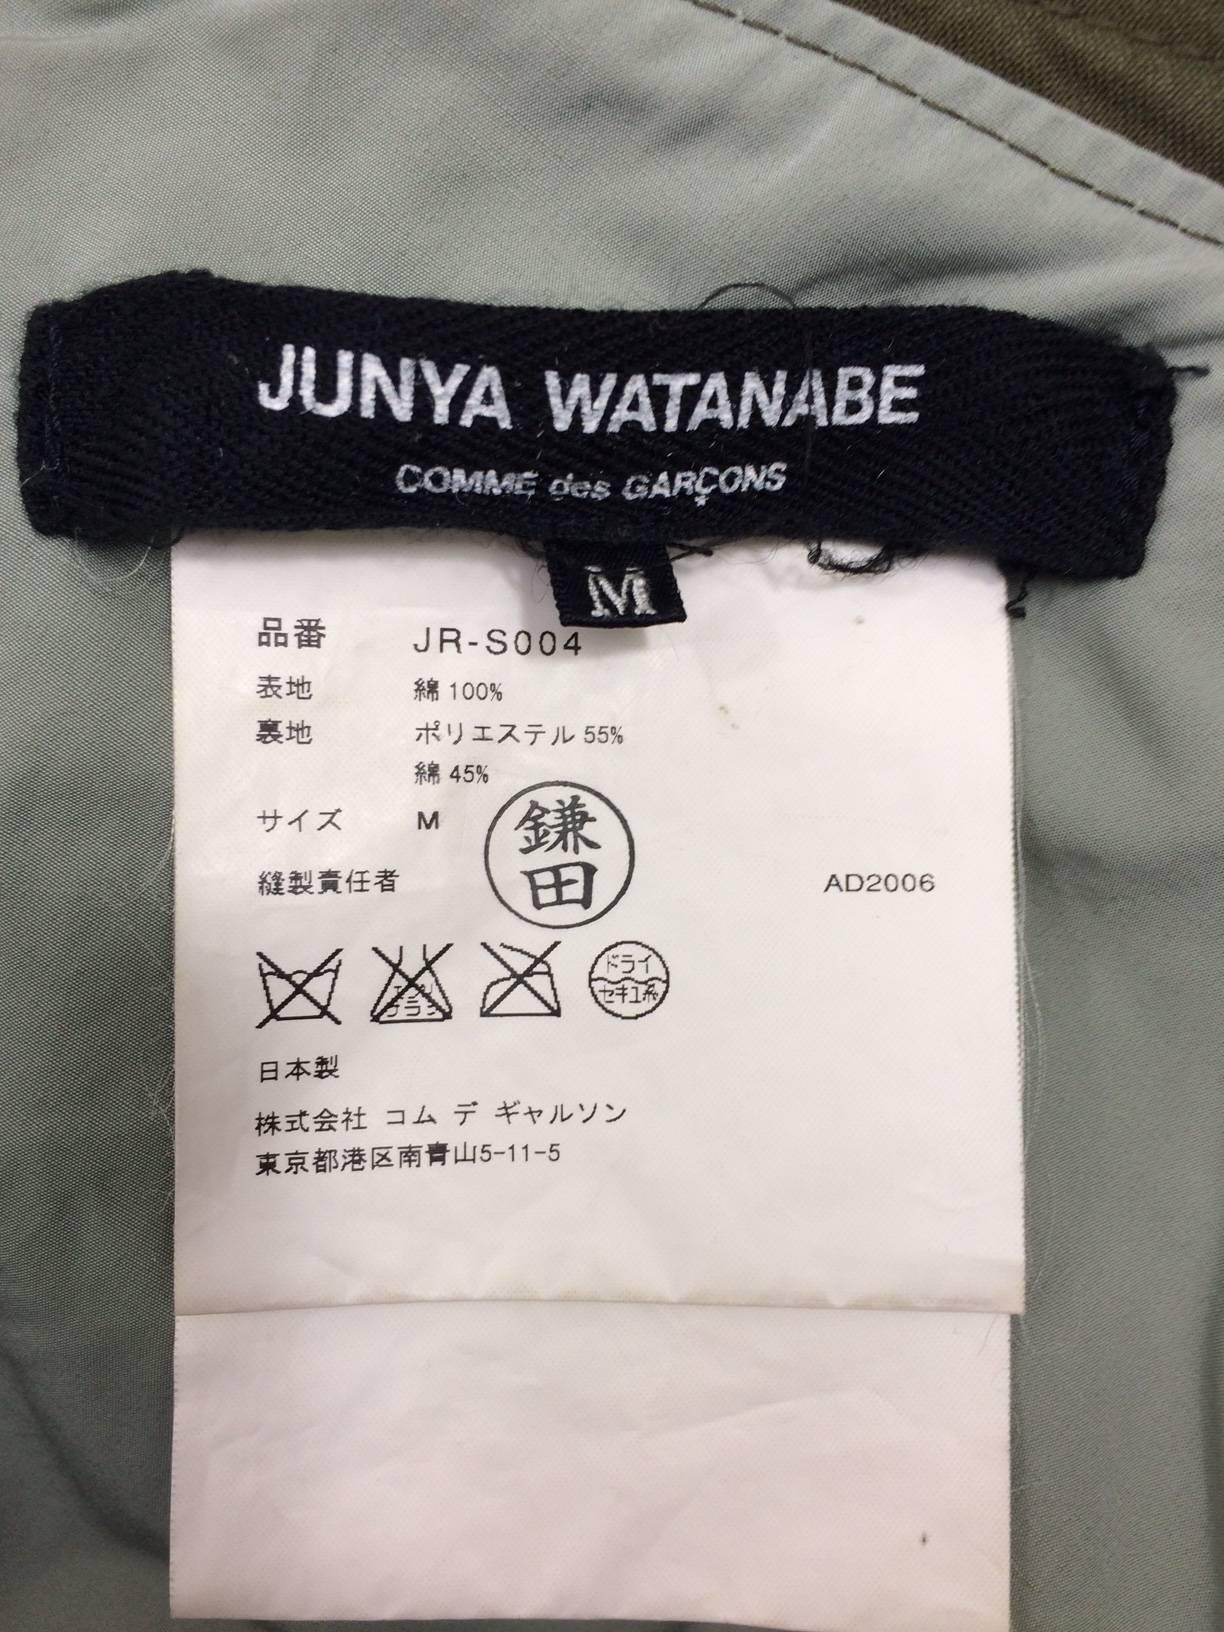 JUNYA WATANABE
COMME des GARÇONS
M
品番 JR-S004
表地 綿 100%
裏地 ポリエステル 55%
綿 45%
サイズ M
鎌田
縫製責任者 AD2006
ドライ
セキユ系
日本製
株式会社 コム デ ギャルソン
東京都港区南青山5-11-5